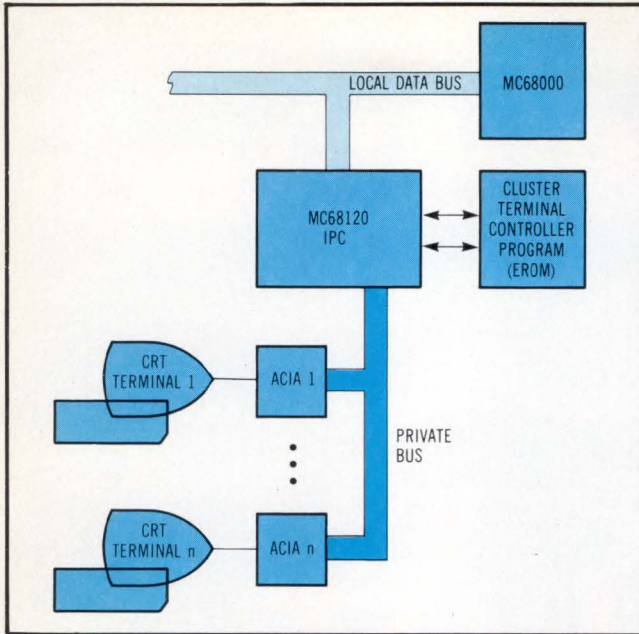 LOCAL DATA BUS
MC68000
MC68120
IPC
CLUSTER
TERMINAL
CONTROLLER
PROGRAM
(EROM)
CRT
TERMINAL 1
ACIA 1
PRIVATE
BUS
CRT
TERMINAL n
ACIA n